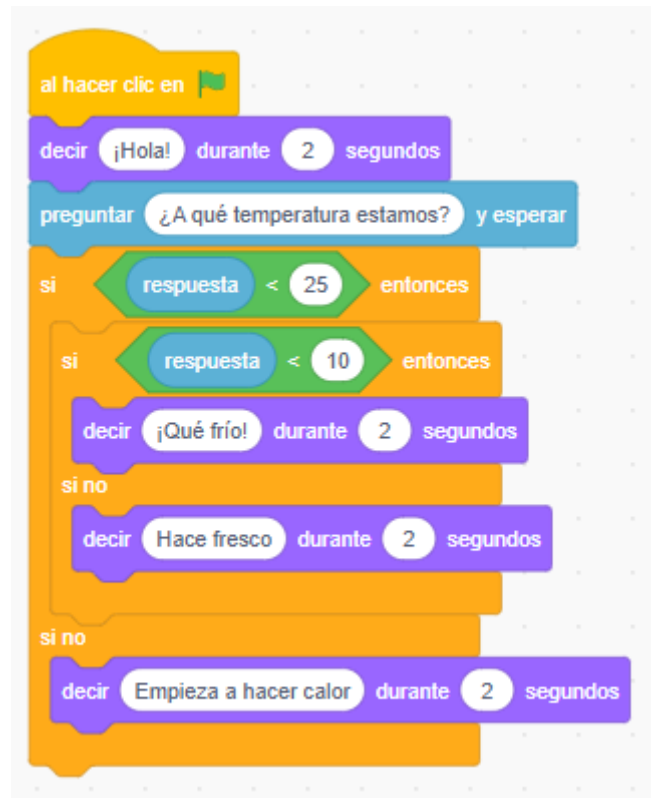 al hacer clic en
decir ¡Hola! durante 2 segundos
preguntar ¿A qué temperatura estamos? y esperar
si respuesta < 25 entonces
si respuesta < 10 entonces
decir ¡Qué frío! durante 2 segundos
si no
decir Hace fresco durante 2 segundos
si no
decir Empieza a hacer calor durante 2 segundos